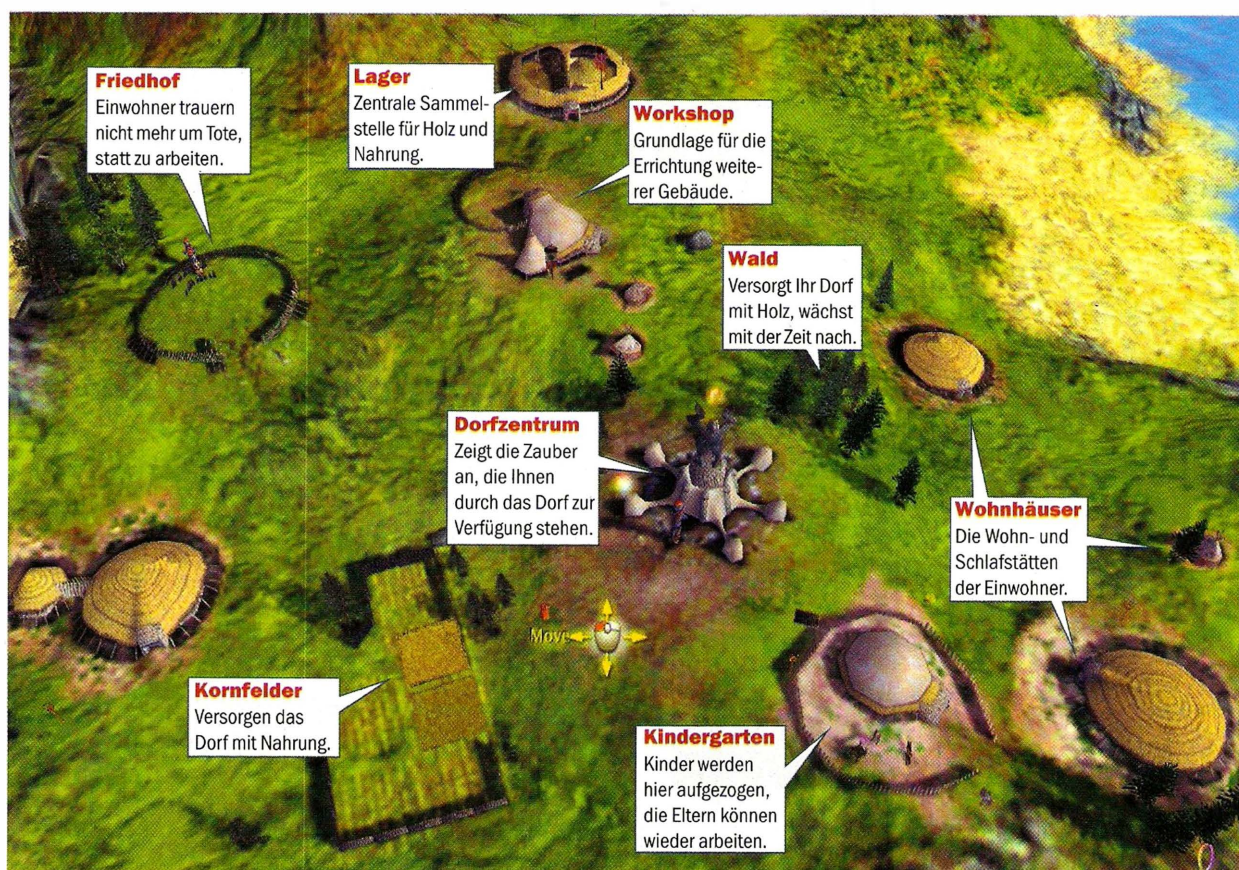 Friedhof
Einwohner trauern
nicht mehr um Tote,
statt zu arbeiten.
Lager
Zentrale Sammel-
stelle für Holz und
Nahrung.
Workshop
Grundlage für die
Errichtung weite-
rer Gebäude.
Wald
Versorgt Ihr Dorf
mit Holz, wächst
mit der Zeit nach.
Dorfzentrum
Zeigt die Zauber
an, die Ihnen
durch das Dorf zur
Verfügung stehen.
Wohnhäuser
Die Wohn- und
Schlafstätten
der Einwohner.
Move
Kornfelder
Versorgen das
Dorf mit Nahrung.
Kindergarten
Kinder werden
hier aufgezogen,
die Eltern können
wieder arbeiten.